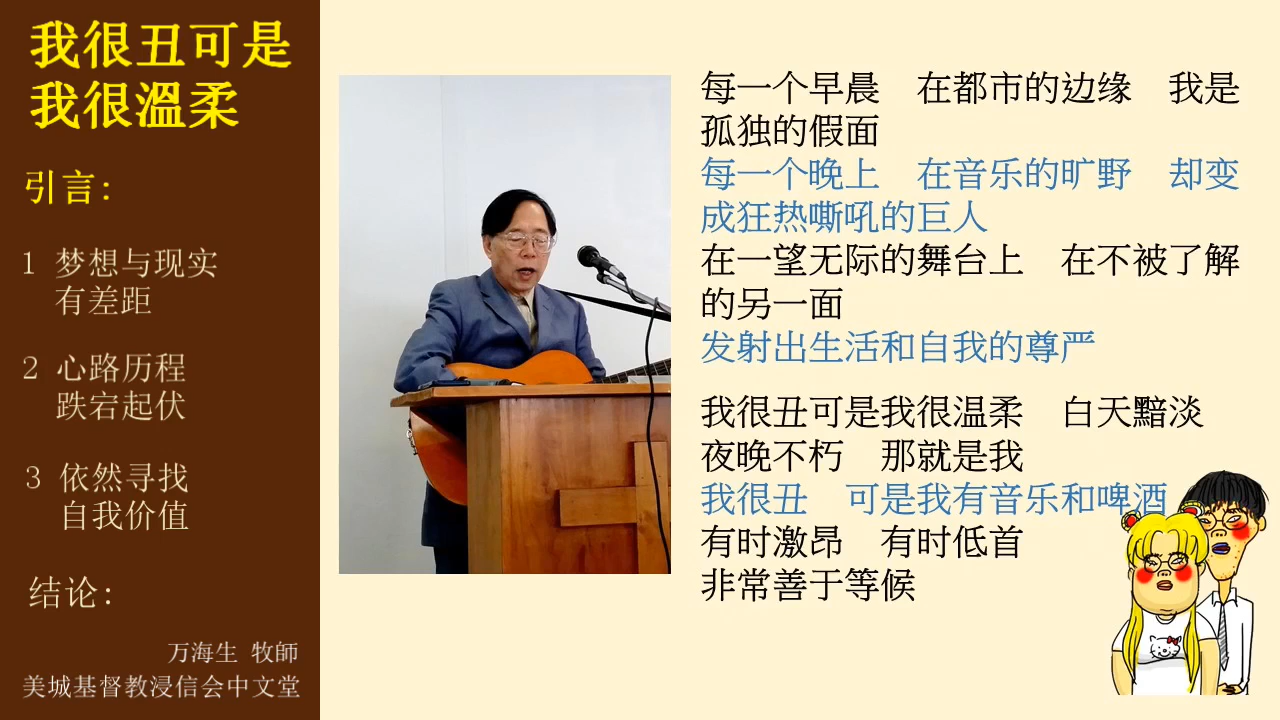 我很丑可是
我很溫柔
引言:
1 梦想与现实
有差距
2 心路历程
跌宕起伏
3 依然寻找
自我价值
结论:
万海生 牧師
美城基督教浸信会中文堂
每一个早晨　在都市的边缘　我是
孤独的假面
每一个晚上　在音乐的旷野　却变
成狂热嘶吼的巨人
在一望无际的舞台上　在不被了解
的另一面
发射出生活和自我的尊严
我很丑可是我很温柔　白天黯淡
夜晚不朽　那就是我
我很丑　可是我有音乐和啤酒
有时激昂　有时低首
非常善于等候